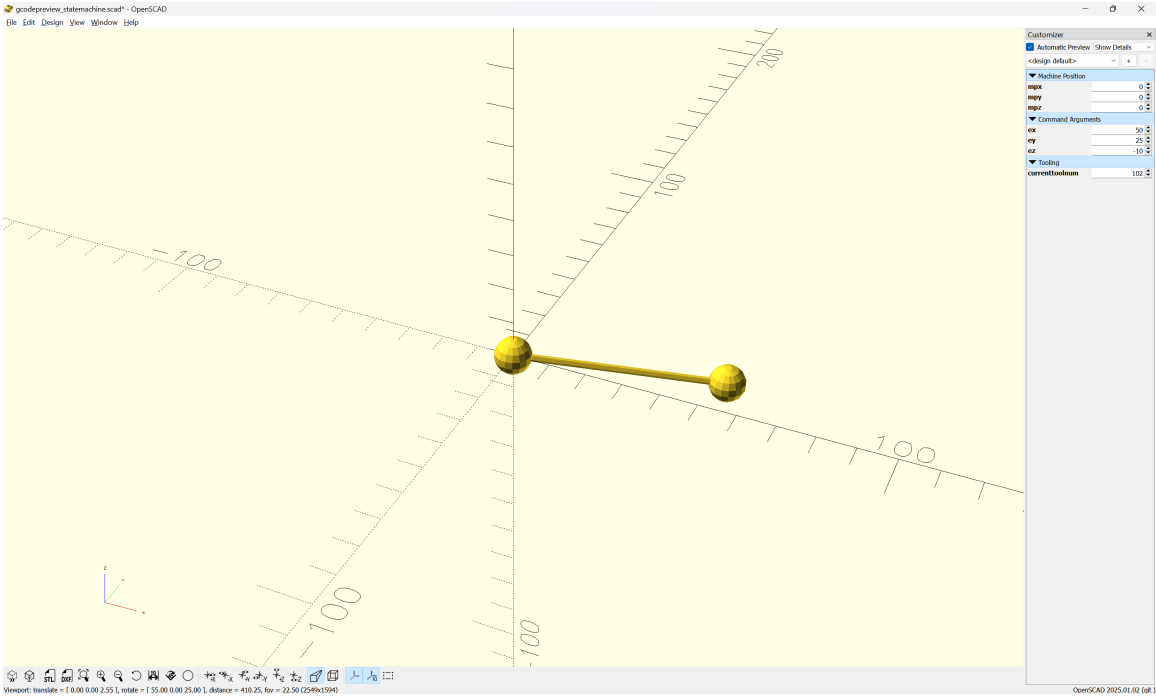 gcodepreview_statemachine.scad* - OpenSCAD
File Edit Design View Window Help
Customizer
Automatic Preview Show Details
<design default> + -
Machine Position
mpx 0
mpy 0
mpz 0
Command Arguments
ex 50
ey 25
ez -10
Tooling
currenttoolnum 102
200
100
-100
100
-100
-100
z
y
x
STL DXF
Viewport: translate = [ 0.00 0.00 2.55 ], rotate = [ 55.00 0.00 25.00 ], distance = 410.25, fov = 22.50 (2549x1594)
OpenSCAD 2025.01.02 (git )